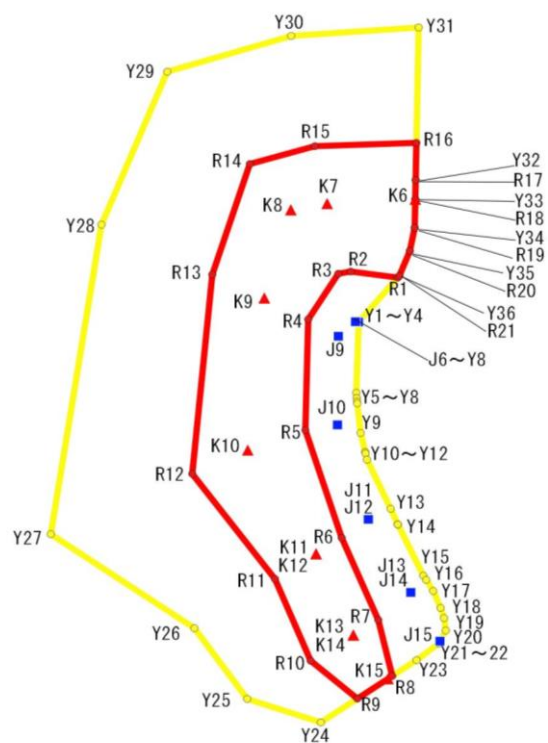 Y30
Y31
Y29
R15
R16
R14
Y32
R17
K7
K6
Y33
K8
R18
Y28
Y34
R19
R3
R2
Y35
R13
R1
R20
K9
Y36
R4
Y1～Y4
R21
J9
J6～Y8
Y5～Y8
J10
R5
Y9
K10
Y10～Y12
R12
J11
J12
Y13
Y27
R6
Y14
K11
K12
J13
J14
Y15
Y16
R11
Y17
R7
Y18
Y26
K13
K14
Y19
J15
Y20
R10
Y21～22
K15
Y23
Y25
R9
R8
Y24